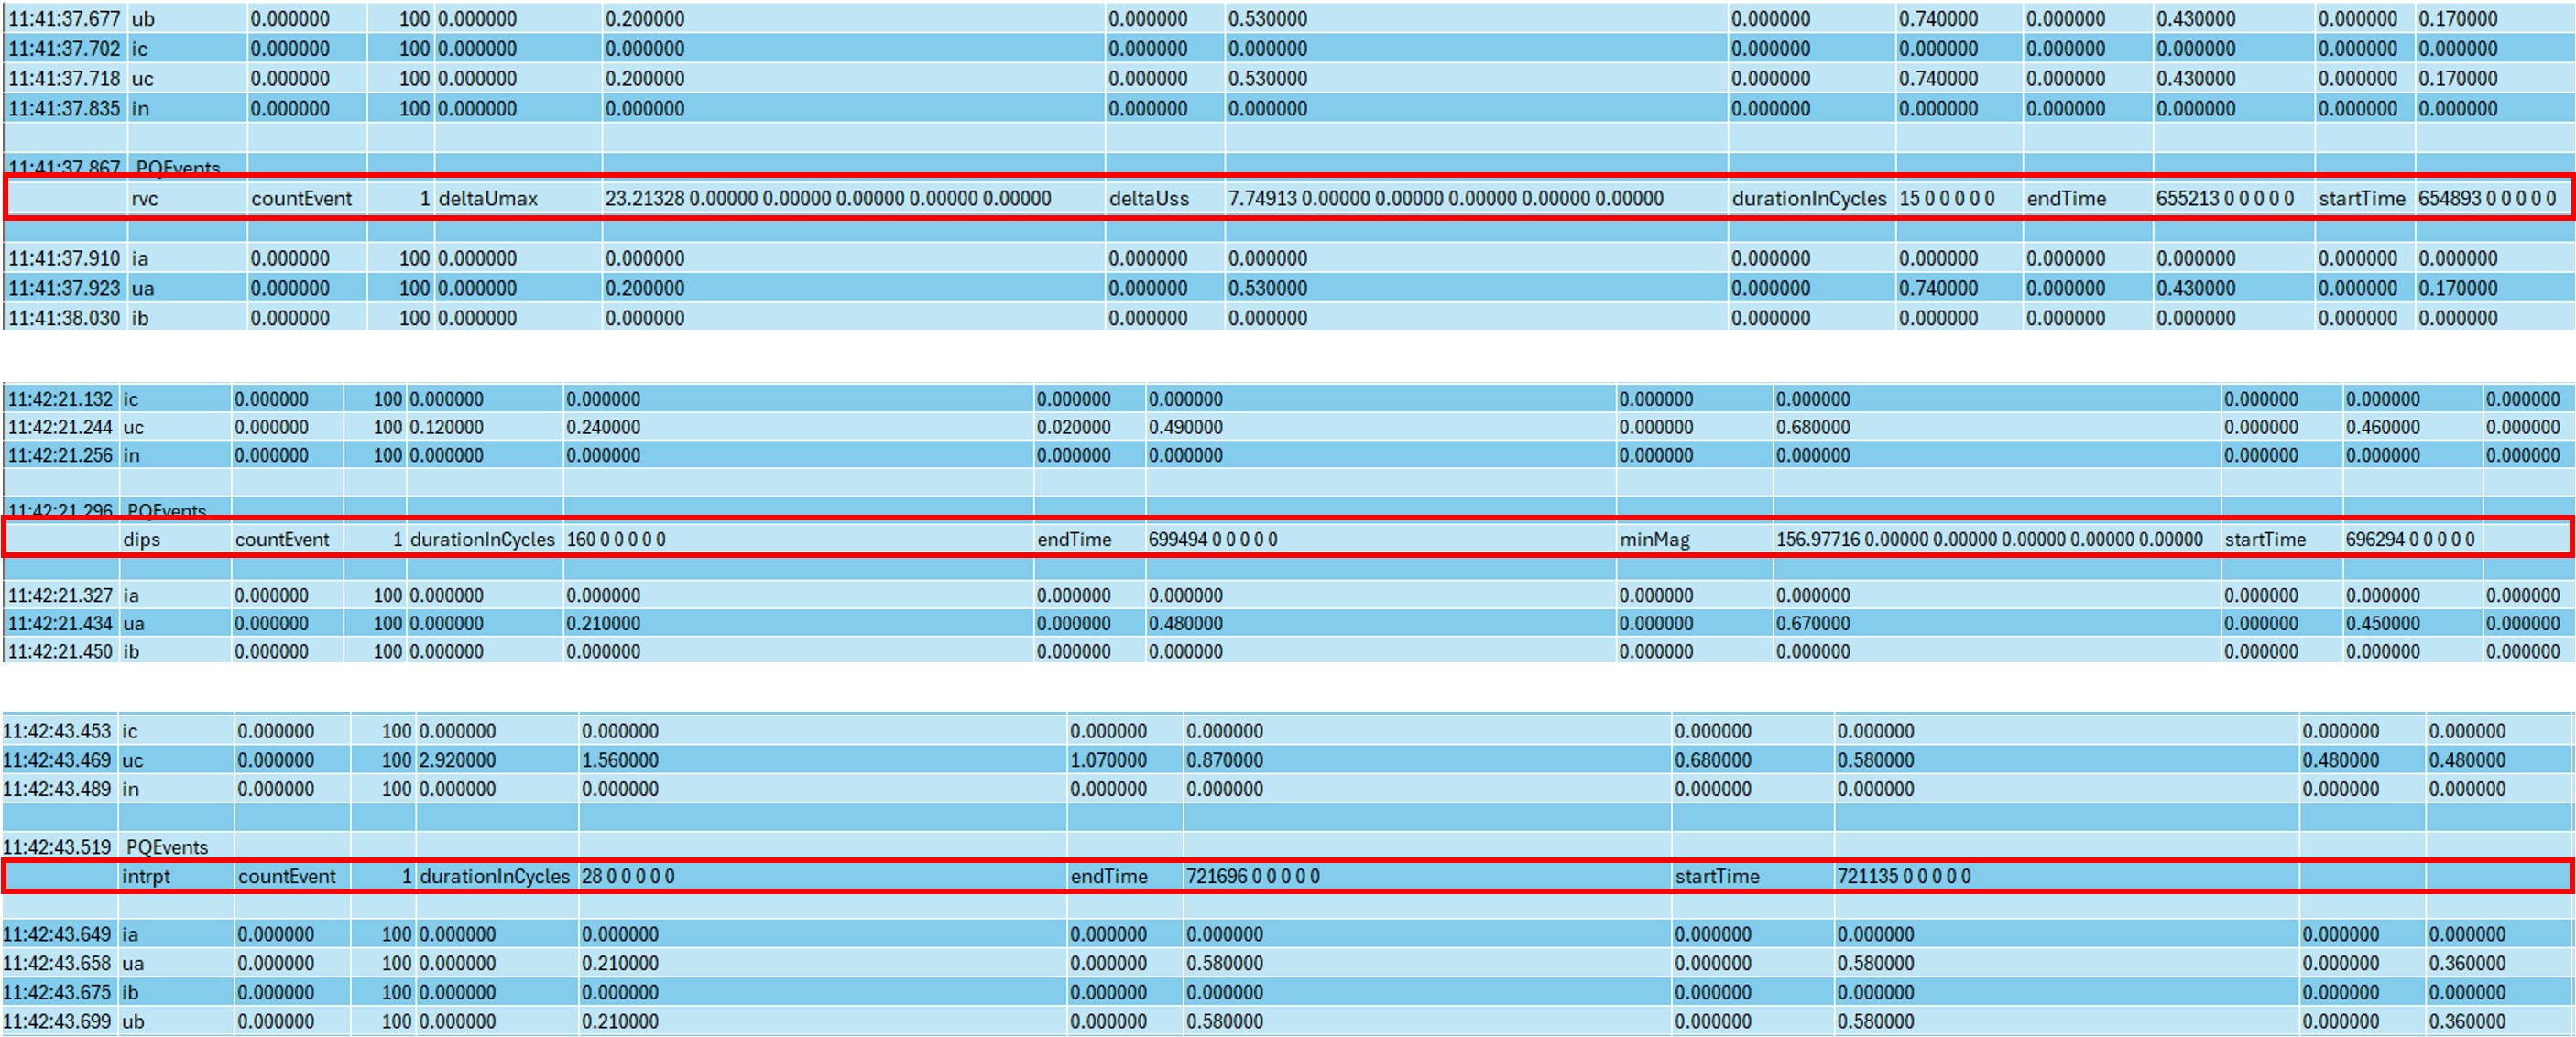 11:41:37.677 ub 0.000000 100 0.000000 0.200000 0.000000 0.530000 0.000000 0.740000 0.000000 0.430000 0.000000 0.170000
11:41:37.702 ic 0.000000 100 0.000000 0.000000 0.000000 0.000000 0.000000 0.000000 0.000000 0.000000 0.000000 0.000000
11:41:37.718 uc 0.000000 100 0.000000 0.200000 0.000000 0.530000 0.000000 0.740000 0.000000 0.430000 0.000000 0.170000
11:41:37.835 in 0.000000 100 0.000000 0.000000 0.000000 0.000000 0.000000 0.000000 0.000000 0.000000 0.000000 0.000000
11:41:37.867 PQEvents
rvc countEvent 1 deltaUmax 23.21328 0.00000 0.00000 0.00000 0.00000 0.00000 deltaUss 7.74913 0.00000 0.00000 0.00000 0.00000 0.00000 durationInCycles 15 0 0 0 0 0 endTime 655213 0 0 0 0 0 startTime 654893 0 0 0 0 0
11:41:37.910 ia 0.000000 100 0.000000 0.000000 0.000000 0.000000 0.000000 0.000000 0.000000 0.000000 0.000000 0.000000
11:41:37.923 ua 0.000000 100 0.000000 0.200000 0.000000 0.530000 0.000000 0.740000 0.000000 0.430000 0.000000 0.170000
11:41:38.030 ib 0.000000 100 0.000000 0.000000 0.000000 0.000000 0.000000 0.000000 0.000000 0.000000 0.000000 0.000000
11:42:21.132 ic 0.000000 100 0.000000 0.000000 0.000000 0.000000 0.000000 0.000000 0.000000 0.000000 0.000000
11:42:21.244 uc 0.000000 100 0.120000 0.240000 0.020000 0.490000 0.000000 0.680000 0.000000 0.460000 0.000000
11:42:21.256 in 0.000000 100 0.000000 0.000000 0.000000 0.000000 0.000000 0.000000 0.000000 0.000000 0.000000
11:42:21.296 PQEvents
dips countEvent 1 durationInCycles 160 0 0 0 0 0 endTime 699494 0 0 0 0 0 minMag 156.97716 0.00000 0.00000 0.00000 0.00000 0.00000 startTime 696294 0 0 0 0 0
11:42:21.327 ia 0.000000 100 0.000000 0.000000 0.000000 0.000000 0.000000 0.000000 0.000000 0.000000 0.000000
11:42:21.434 ua 0.000000 100 0.000000 0.210000 0.000000 0.480000 0.000000 0.670000 0.000000 0.450000 0.000000
11:42:21.450 ib 0.000000 100 0.000000 0.000000 0.000000 0.000000 0.000000 0.000000 0.000000 0.000000 0.000000
11:42:43.453 ic 0.000000 100 0.000000 0.000000 0.000000 0.000000 0.000000 0.000000 0.000000 0.000000
11:42:43.469 uc 0.000000 100 2.920000 1.560000 1.070000 0.870000 0.680000 0.580000 0.480000 0.480000
11:42:43.489 in 0.000000 100 0.000000 0.000000 0.000000 0.000000 0.000000 0.000000 0.000000 0.000000
11:42:43.519 PQEvents
intrpt countEvent 1 durationInCycles 28 0 0 0 0 0 endTime 721696 0 0 0 0 0 startTime 721135 0 0 0 0 0
11:42:43.649 ia 0.000000 100 0.000000 0.000000 0.000000 0.000000 0.000000 0.000000 0.000000 0.000000
11:42:43.658 ua 0.000000 100 0.000000 0.210000 0.000000 0.580000 0.000000 0.580000 0.000000 0.360000
11:42:43.675 ib 0.000000 100 0.000000 0.000000 0.000000 0.000000 0.000000 0.000000 0.000000 0.000000
11:42:43.699 ub 0.000000 100 0.000000 0.210000 0.000000 0.580000 0.000000 0.580000 0.000000 0.360000